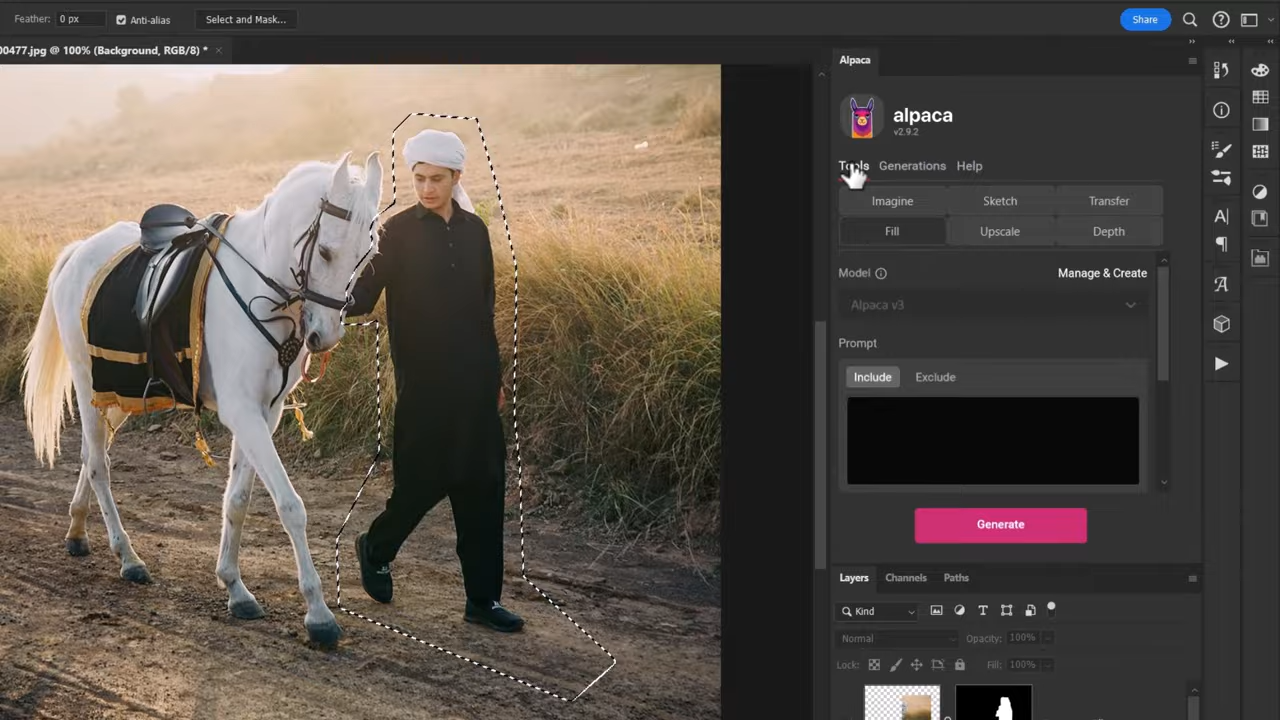 Feather: 0 px Anti-alias Select and Mask... Share
00477.jpg @ 100% (Background, RGB/8) * ×
Alpaca
alpaca
v2.9.2
Tools Generations Help
Imagine Sketch Transfer
Fill Upscale Depth
Model Manage & Create
Alpaca v3
Prompt
Include Exclude
Generate
Layers Channels Paths
Kind
Normal Opacity: 100%
Lock: Fill: 100%